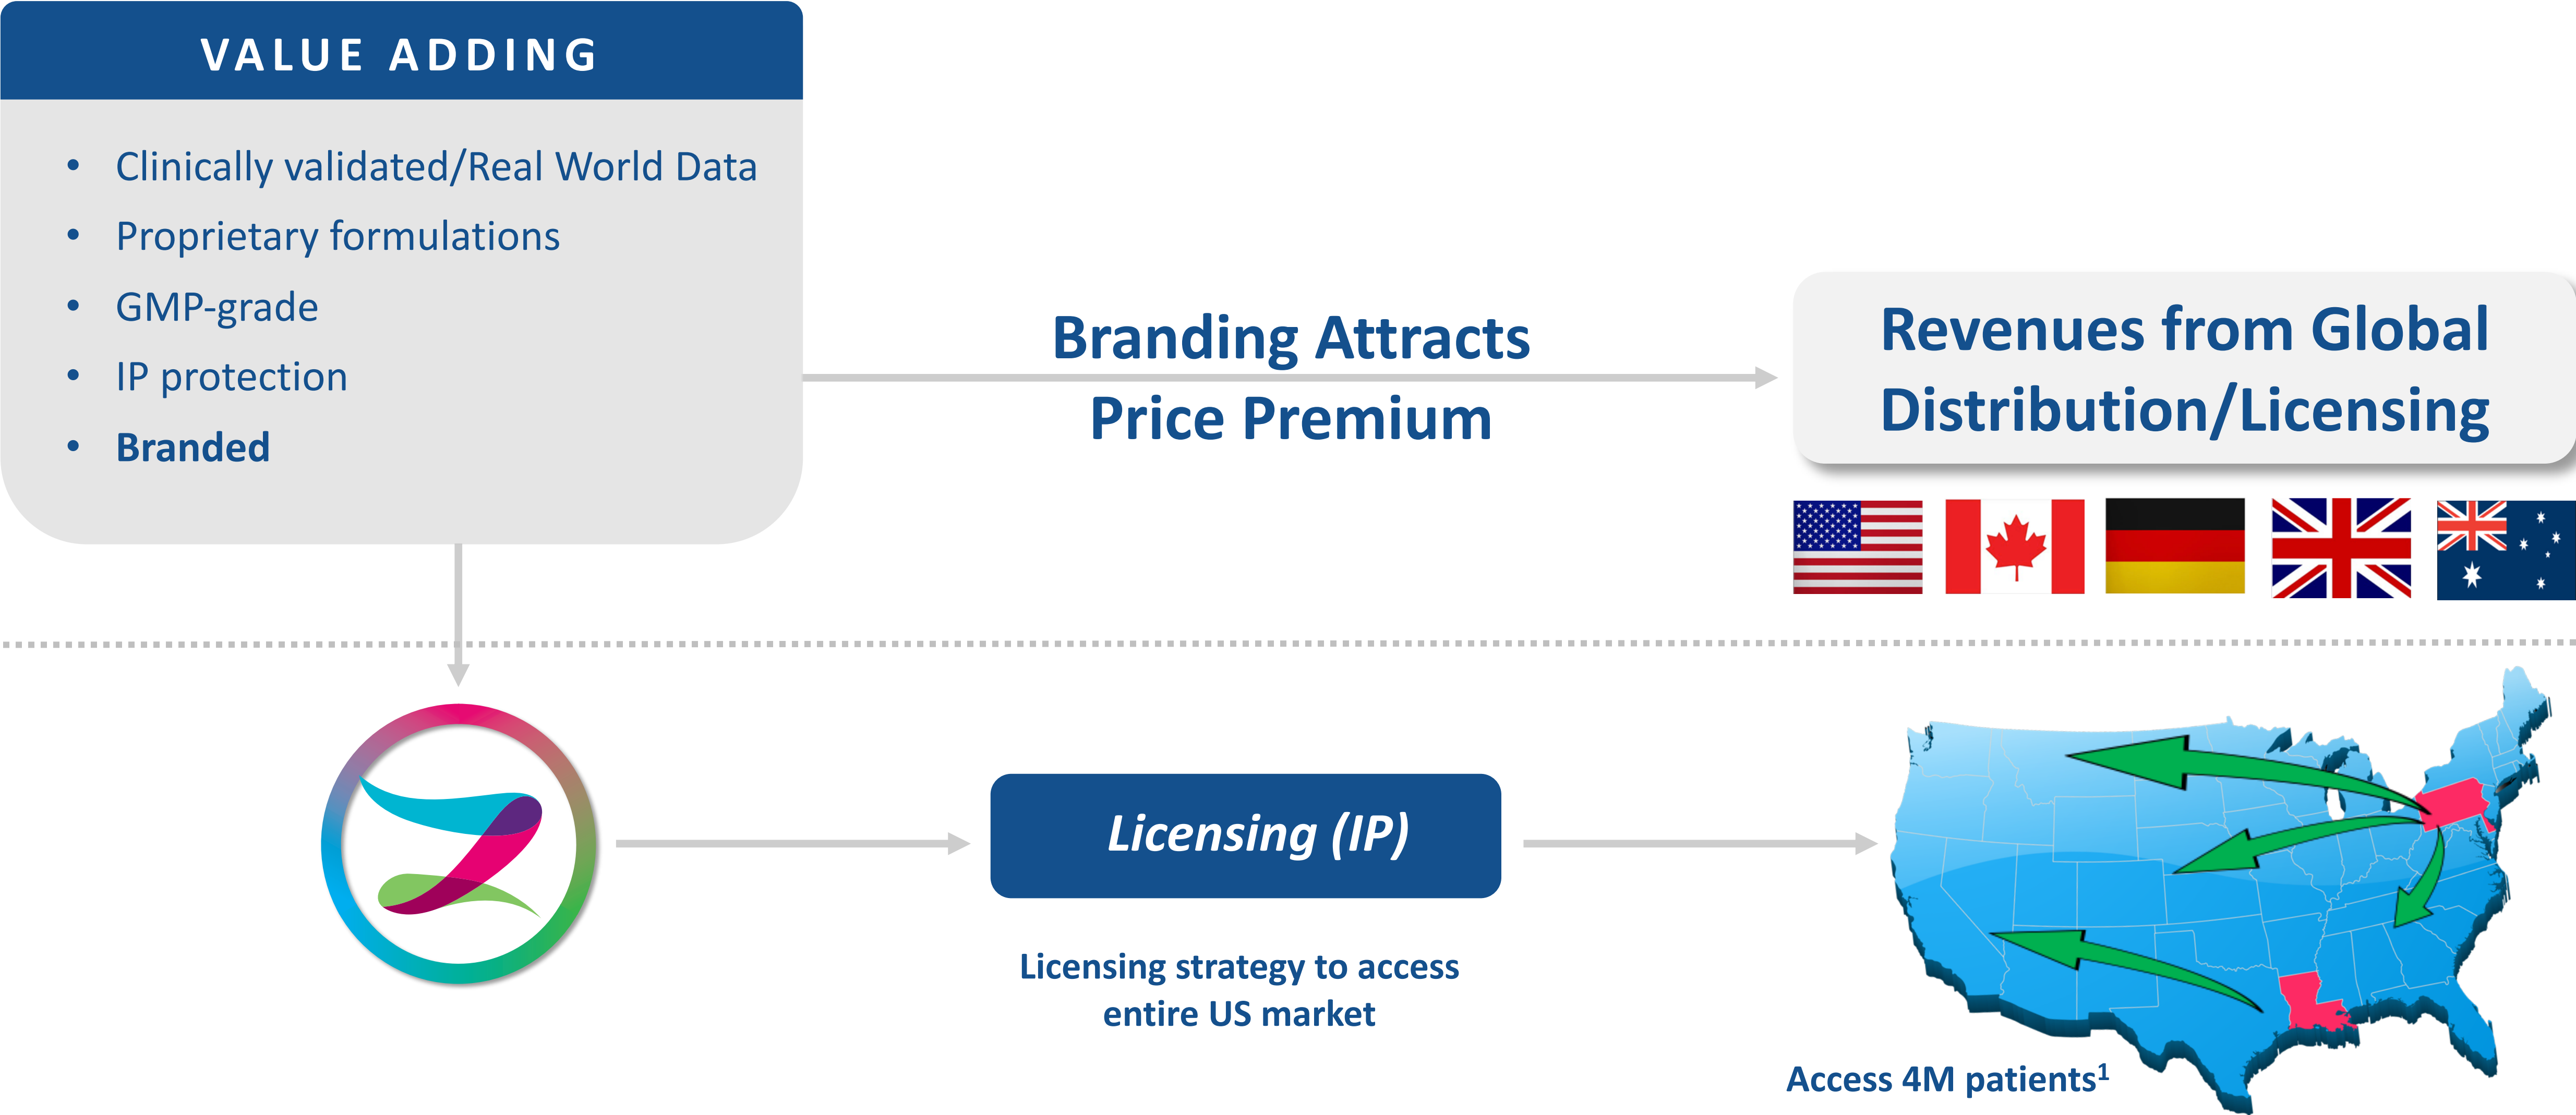 VALUE ADDING
• Clinically validated/Real World Data
• Proprietary formulations
• GMP-grade
• IP protection
• Branded
Branding Attracts
Price Premium
Revenues from Global
Distribution/Licensing
Licensing (IP)
Licensing strategy to access
entire US market
Access 4M patients¹